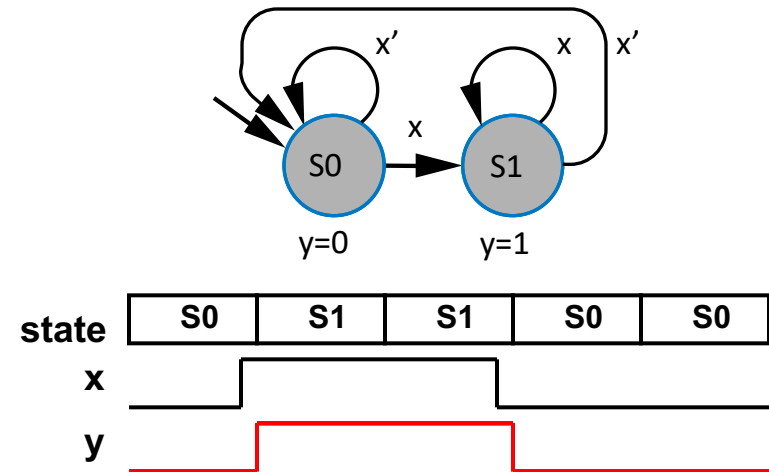 x’ x x’
x
S0 S1
y=0 y=1
state S0 S1 S1 S0 S0
x
y